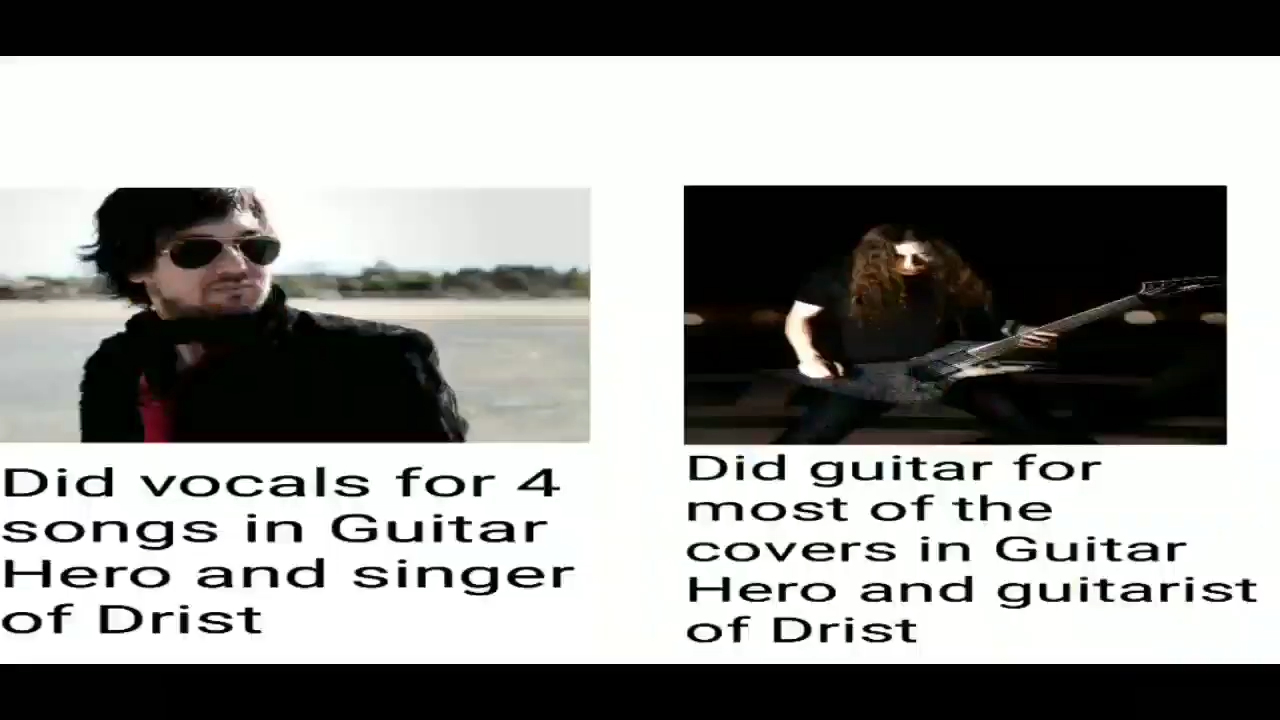 Did vocals for 4
songs in Guitar
Hero and singer
of Drist
Did guitar for
most of the
covers in Guitar
Hero and guitarist
of Drist